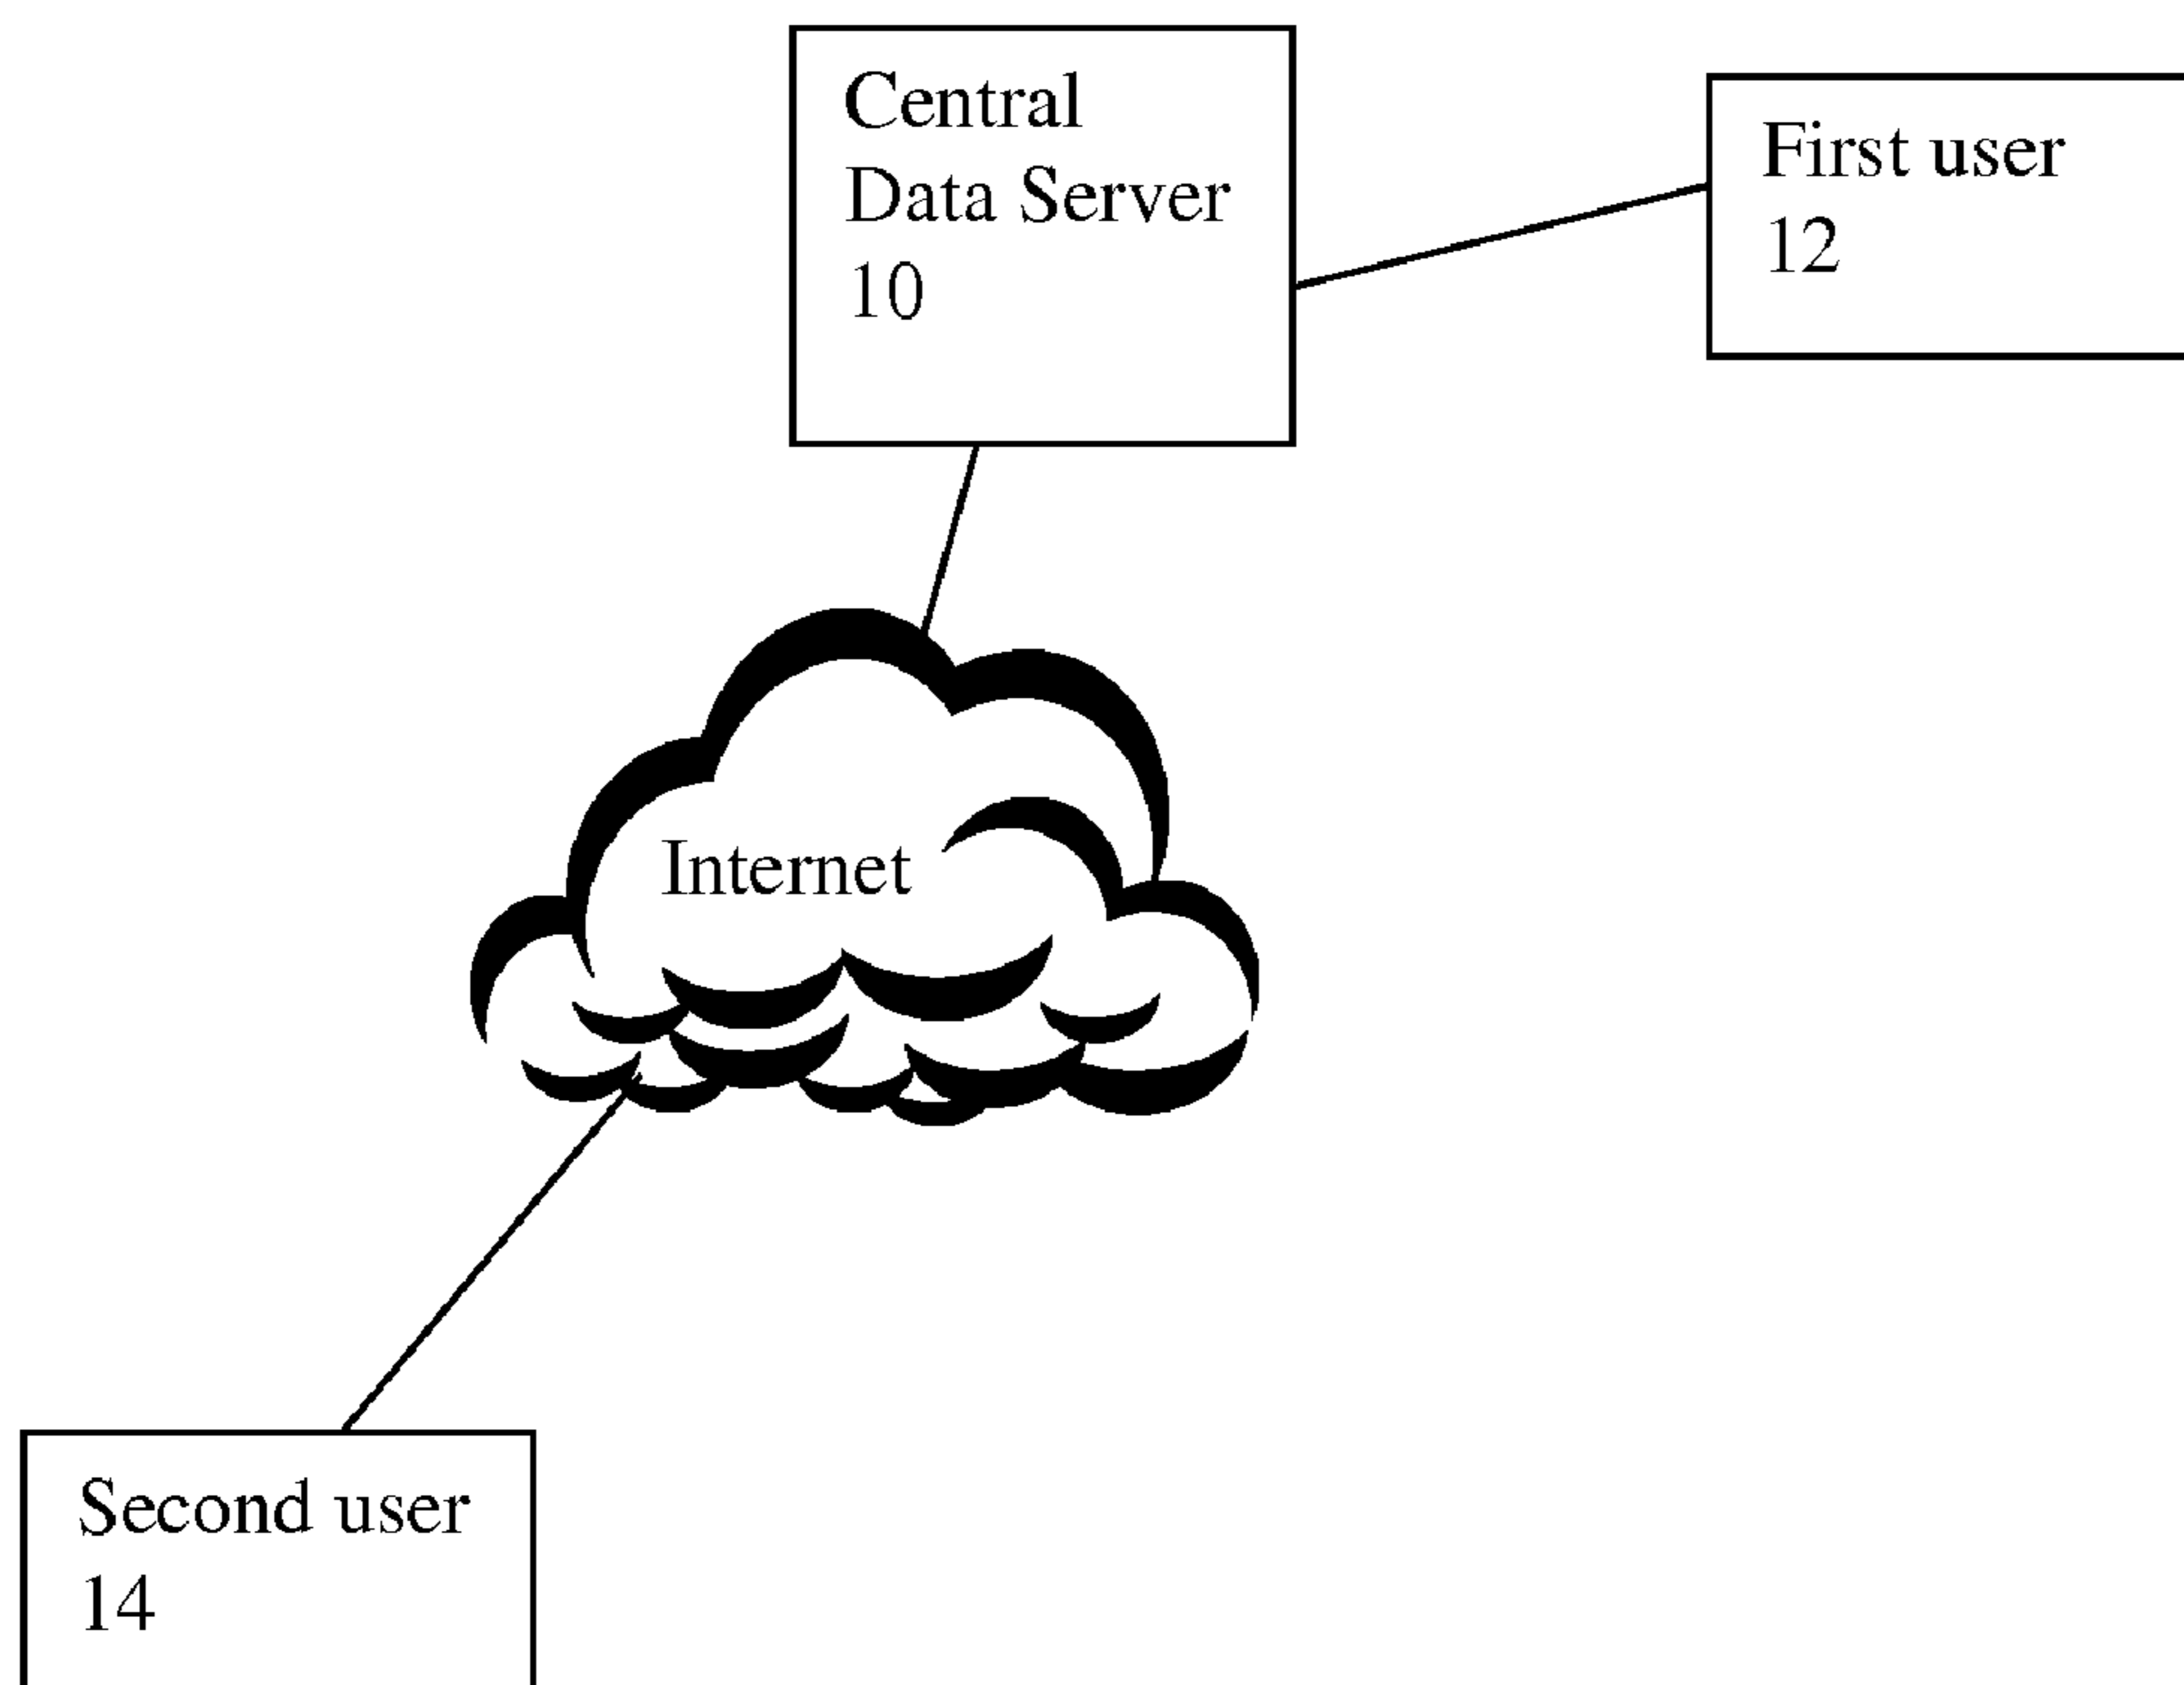 Central
Data Server
10
First user
12
Internet
Second user
14